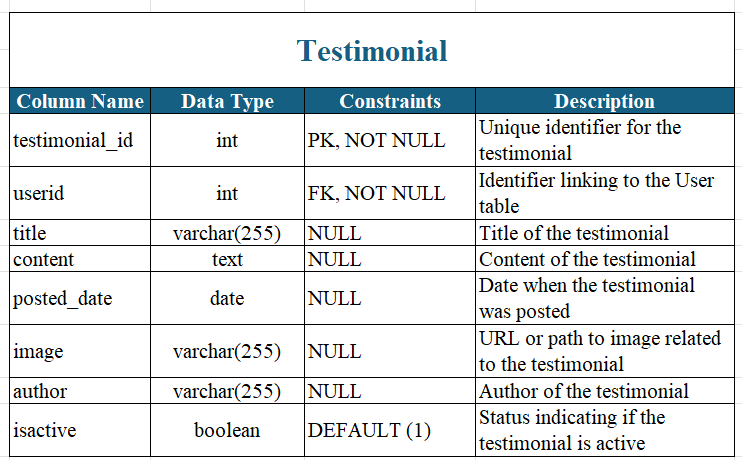 Testimonial
Column Name Data Type Constraints Description
testimonial_id int PK, NOT NULL Unique identifier for the
testimonial
userid int FK, NOT NULL Identifier linking to the User
table
title varchar(255) NULL Title of the testimonial
content text NULL Content of the testimonial
posted_date date NULL Date when the testimonial
was posted
image varchar(255) NULL URL or path to image related
to the testimonial
author varchar(255) NULL Author of the testimonial
isactive boolean DEFAULT (1) Status indicating if the
testimonial is active